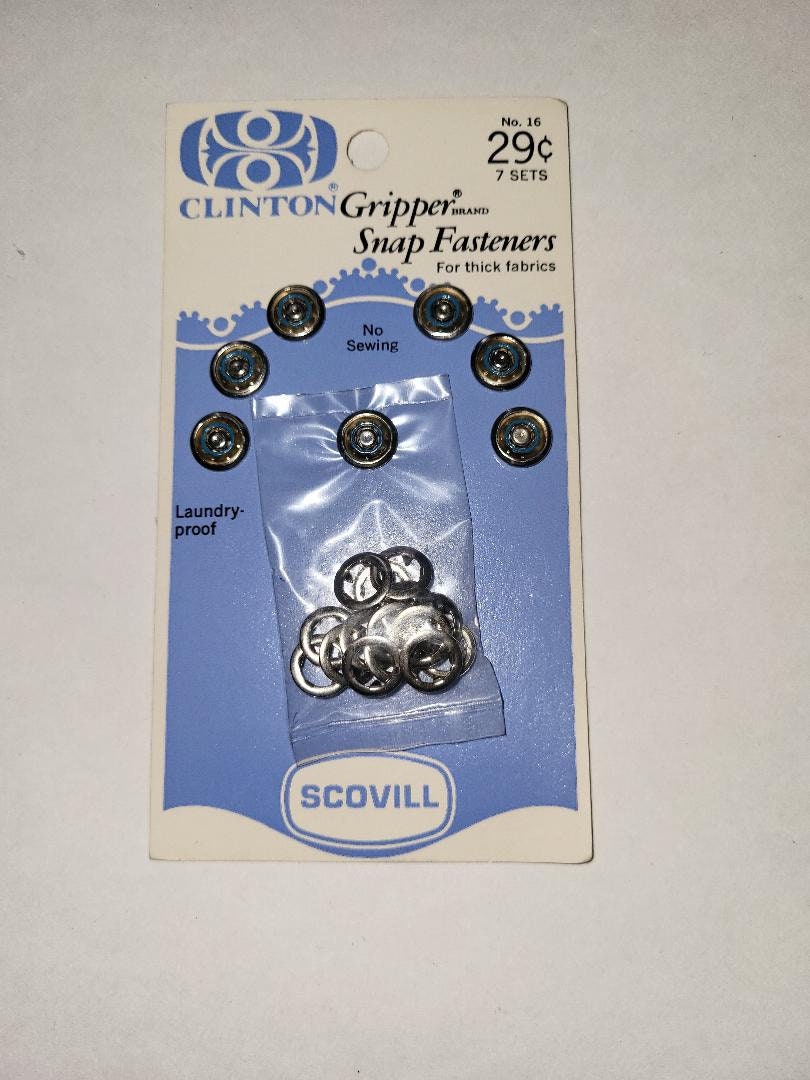 No. 16
29¢
7 SETS
CLINTON® Gripper® BRAND
Snap Fasteners
For thick fabrics
No
Sewing
Laundry-
proof
SCOVILL